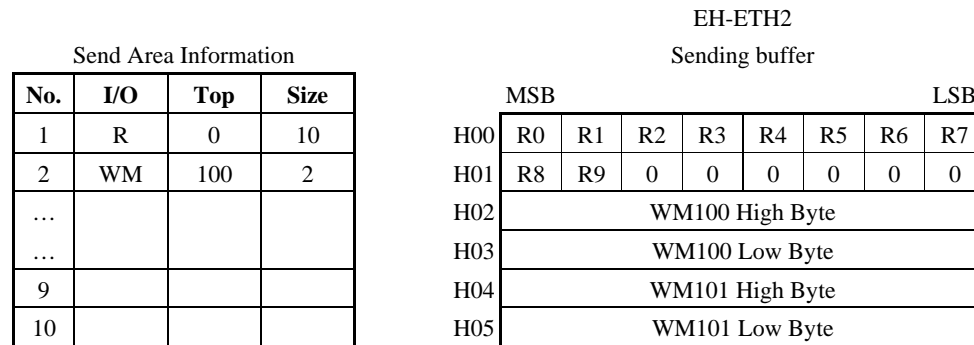 EH-ETH2
Send Area Information Sending buffer
No. I/O Top Size MSB LSB
1 R 0 10 H00 R0 R1 R2 R3 R4 R5 R6 R7
2 WM 100 2 H01 R8 R9 0 0 0 0 0 0
… H02 WM100 High Byte
… H03 WM100 Low Byte
9 H04 WM101 High Byte
10 H05 WM101 Low Byte